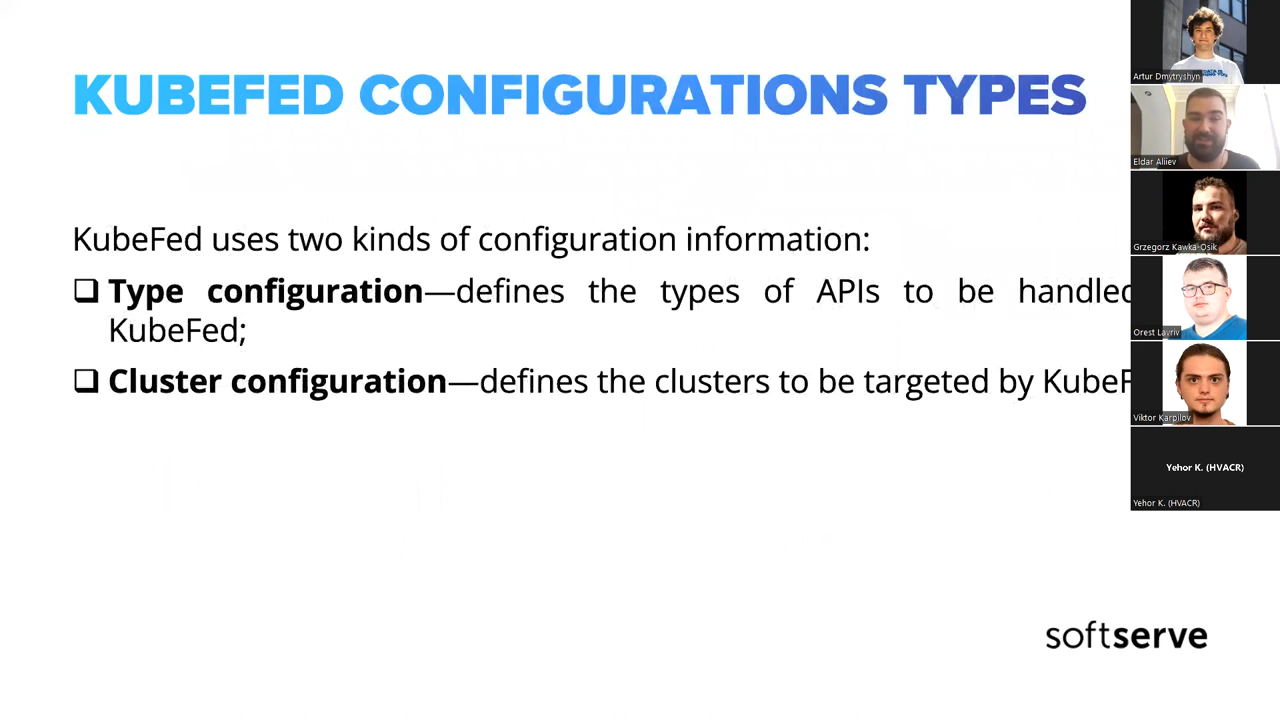 KUBEFED CONFIGURATIONS TYPES
KubeFed uses two kinds of configuration information:
❑ Type configuration—defines the types of APIs to be handled
KubeFed;
❑ Cluster configuration—defines the clusters to be targeted by KubeF
softserve
Artur Dmytryshyn
Eldar Aliiev
Grzegorz Kawka-Osik
Orest Lavriv
Viktor Karpilov
Yehor K. (HVACR)
Yehor K. (HVACR)